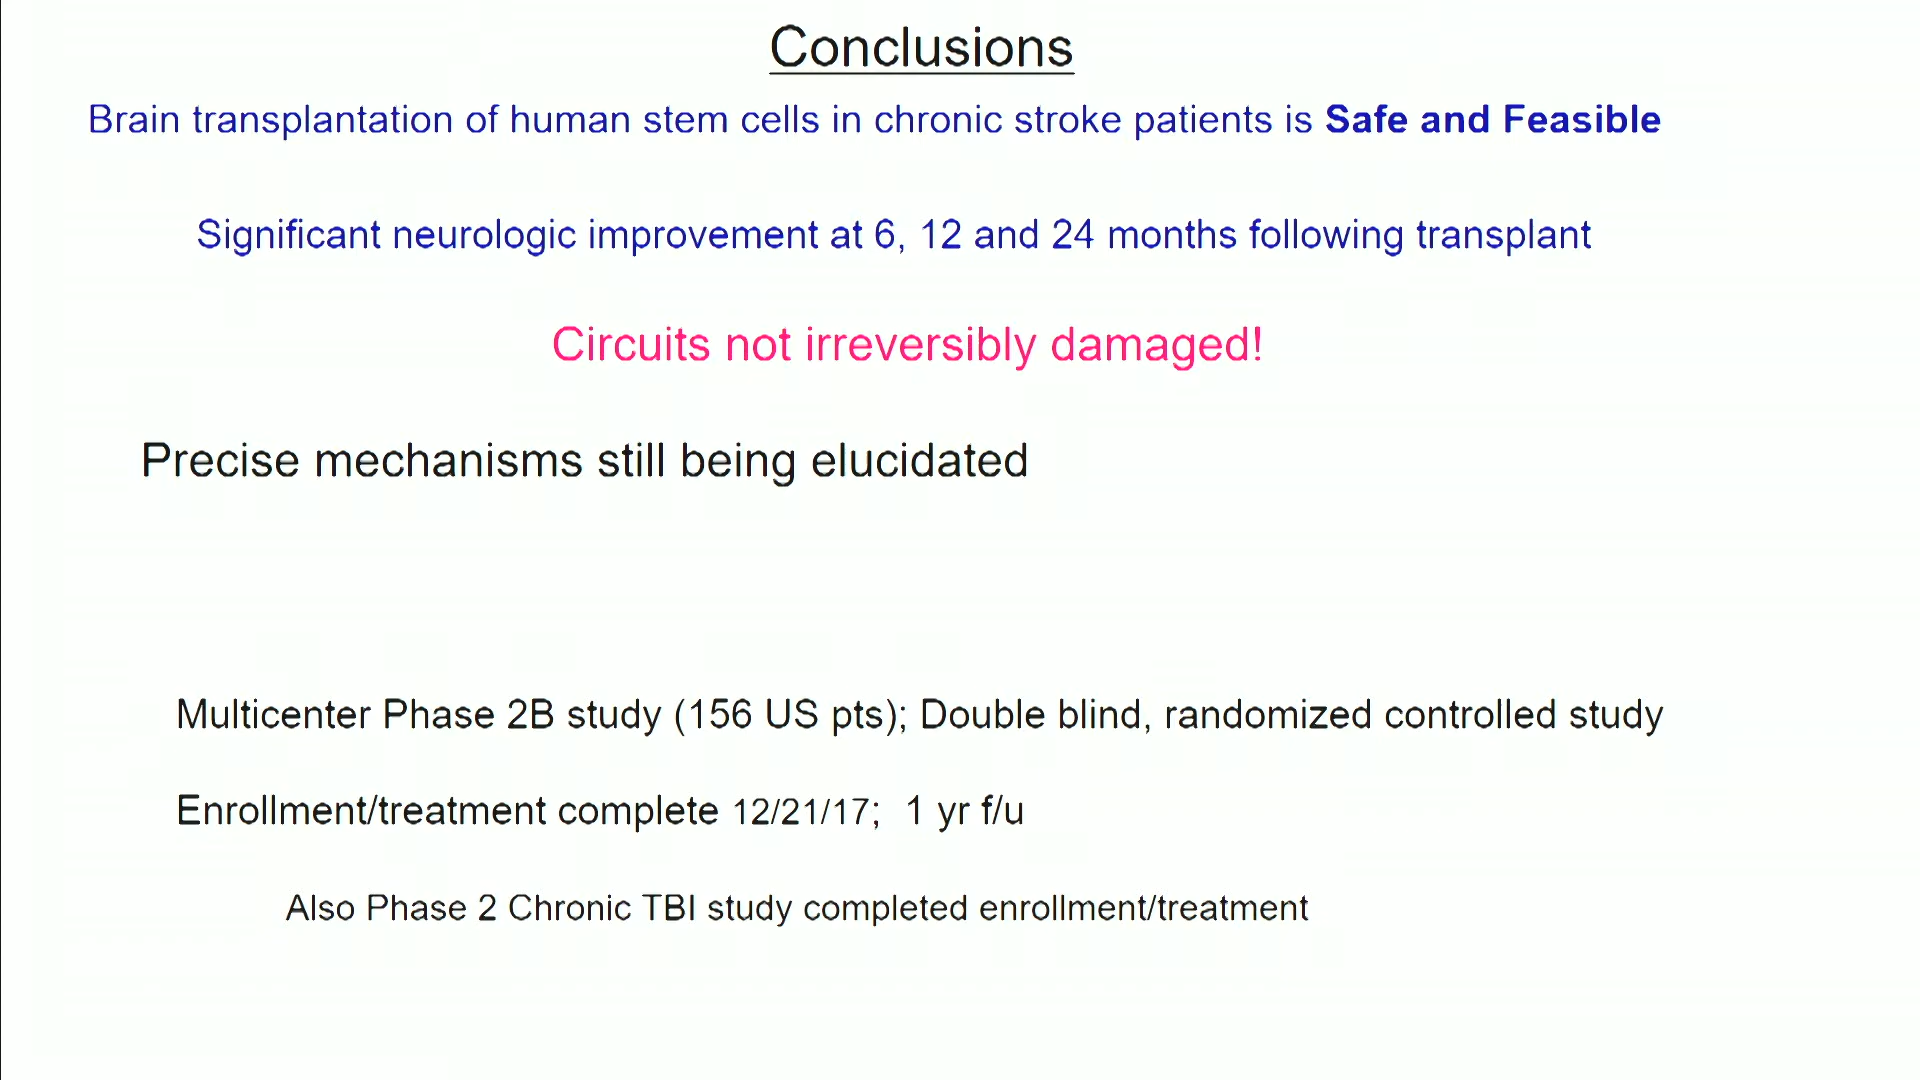 Conclusions
Brain transplantation of human stem cells in chronic stroke patients is Safe and Feasible
Significant neurologic improvement at 6, 12 and 24 months following transplant
Circuits not irreversibly damaged!
Precise mechanisms still being elucidated
Multicenter Phase 2B study (156 US pts); Double blind, randomized controlled study
Enrollment/treatment complete 12/21/17;  1 yr f/u
Also Phase 2 Chronic TBI study completed enrollment/treatment